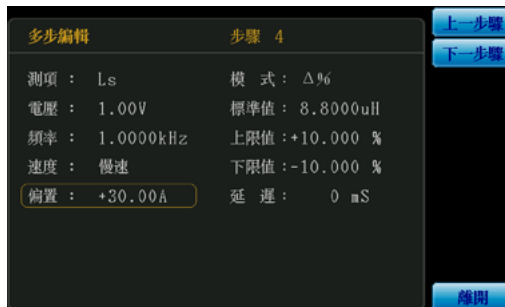 多步編輯 步驟 4
測項： Ls 模 式： Δ%
電壓： 1.00V 標準值： 8.8000uH
頻率： 1.0000kHz 上限值：+10.000 %
速度： 慢速 下限值：-10.000 %
偏置： +30.00A 延 遲： 0 mS
上一步驟
下一步驟
離開